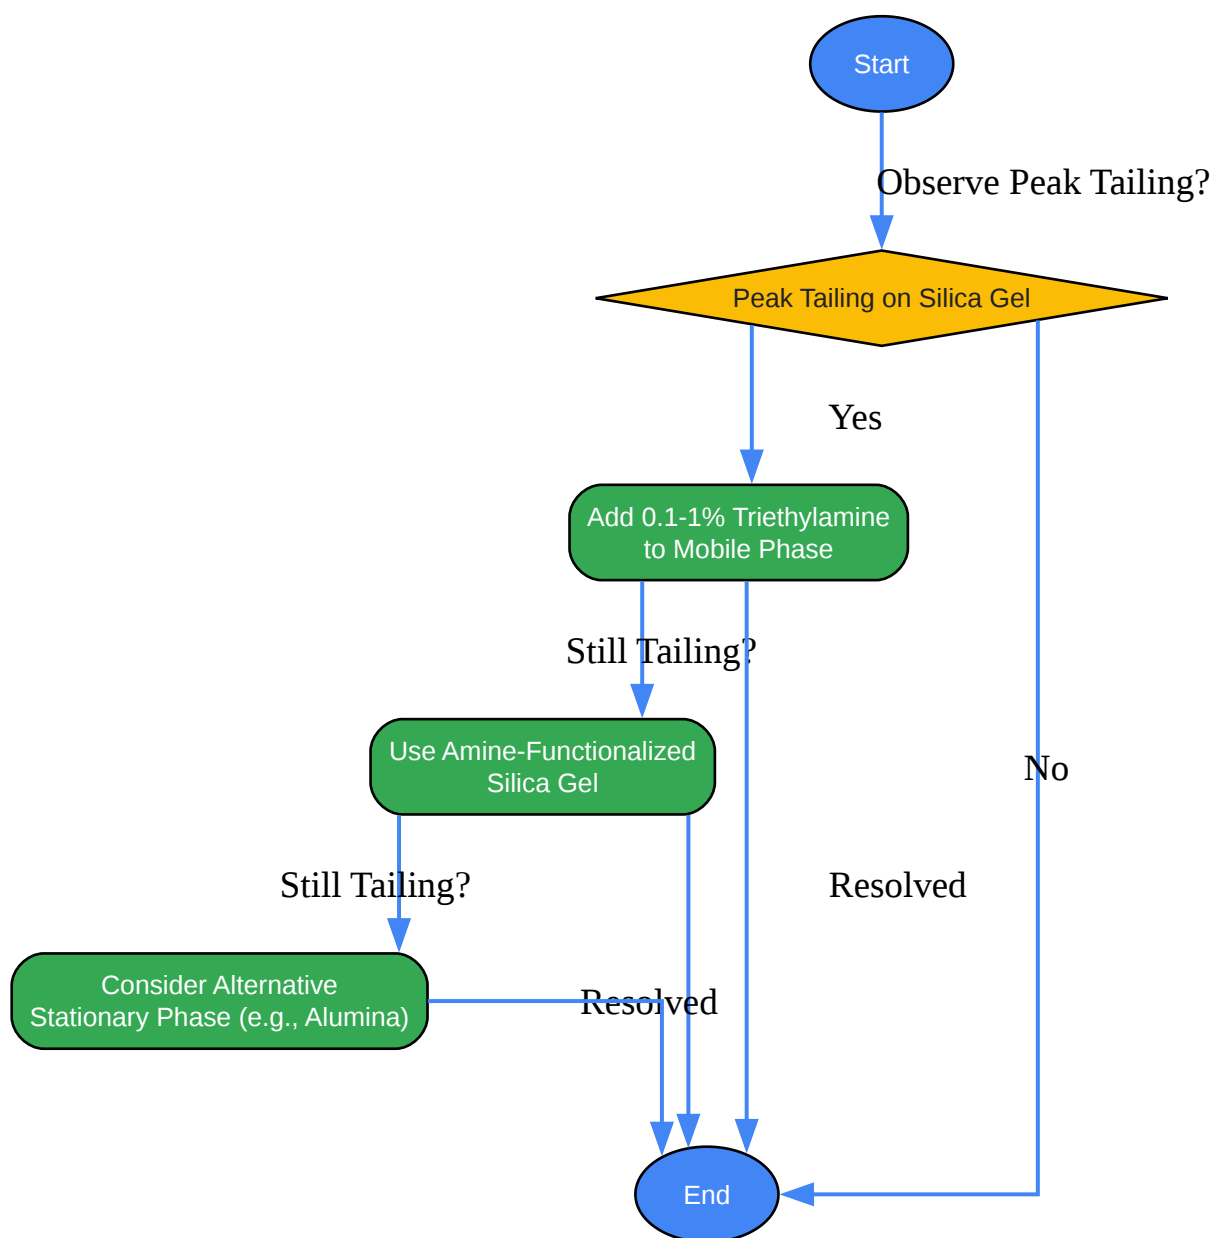 Start
Observe Peak Tailing?
Peak Tailing on Silica Gel
Yes
Add 0.1-1% Triethylamine
to Mobile Phase
Still Tailing?
Use Amine-Functionalized
Silica Gel
No
Still Tailing?
Resolved
Consider Alternative
Stationary Phase (e.g., Alumina)
Resolved
End